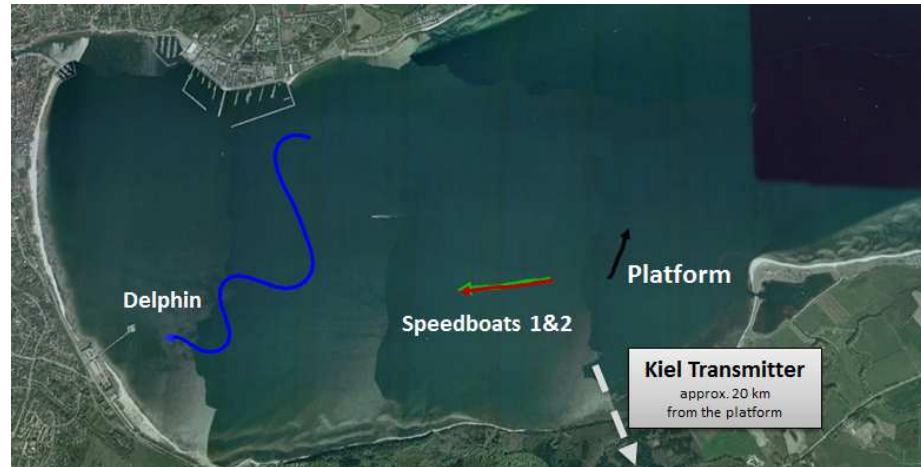 Delphin
Platform
Speedboats 1&2
Kiel Transmitter
approx. 20 km
from the platform